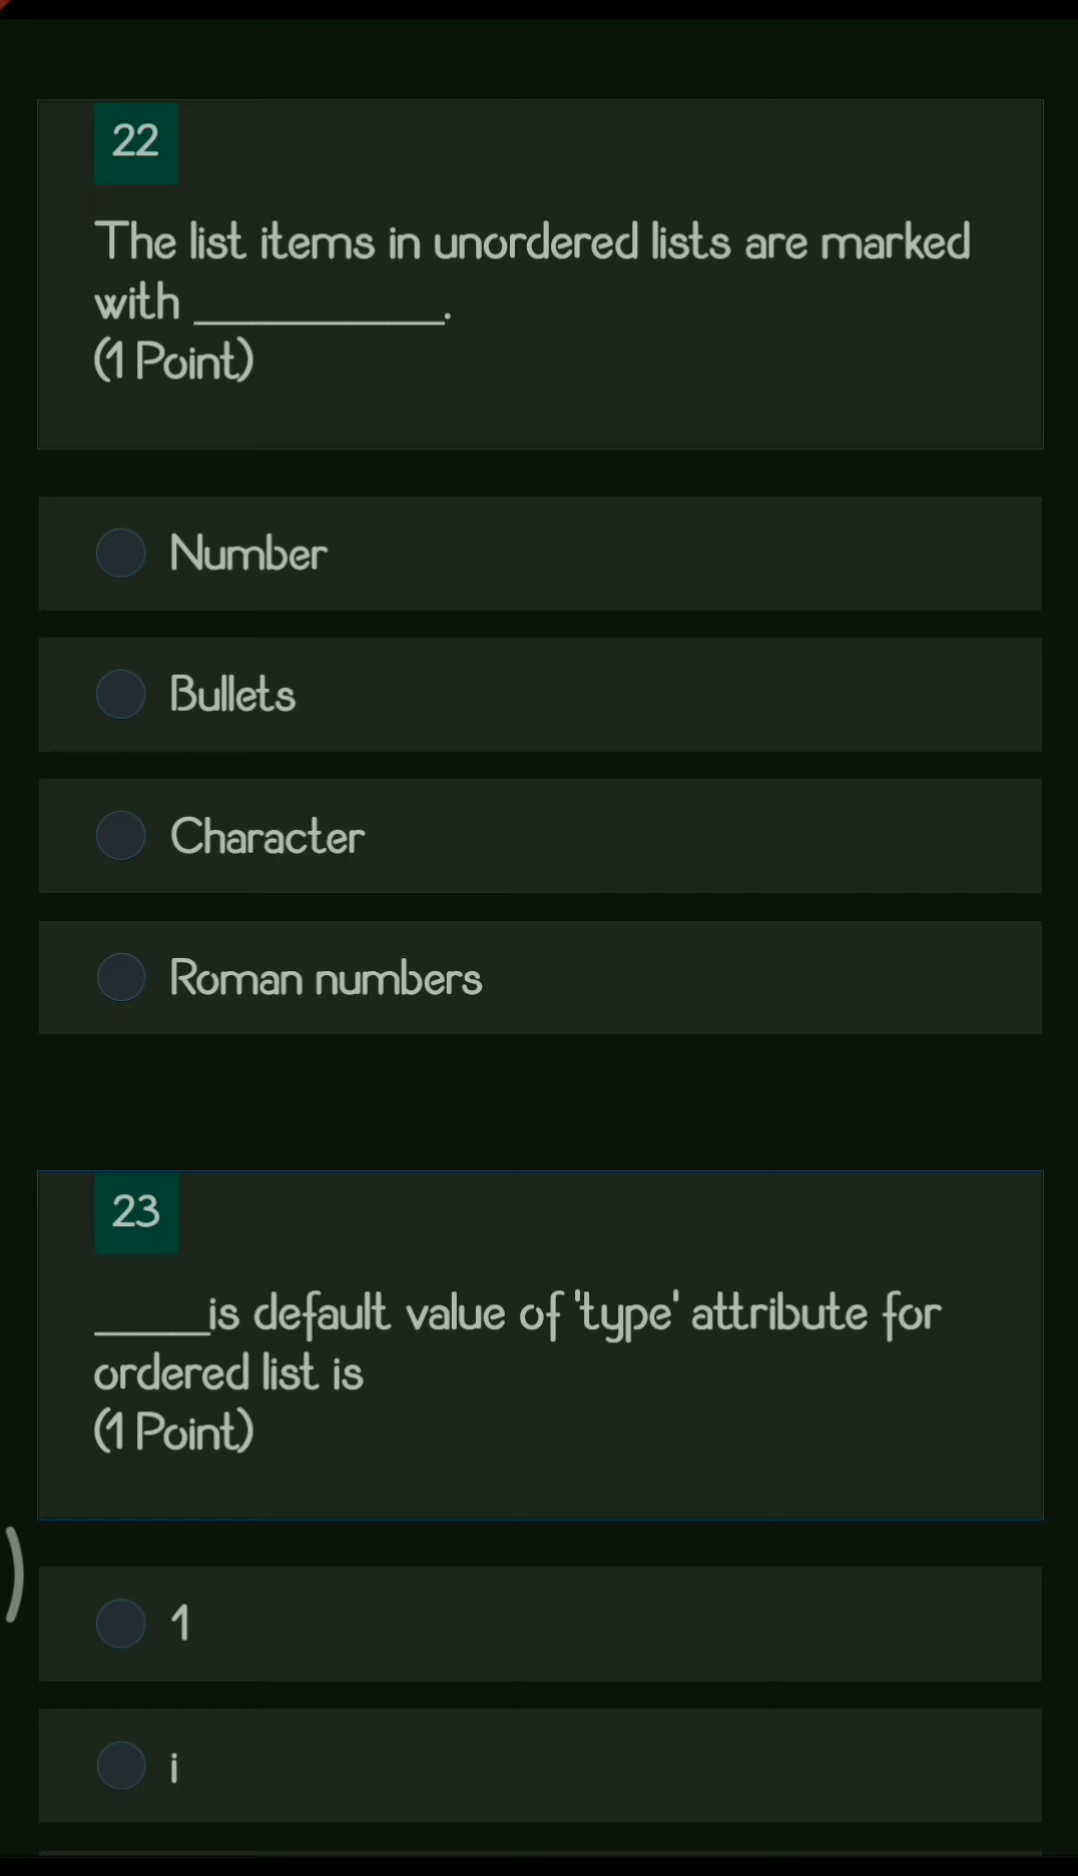 22
The list items in unordered lists are marked
with ____________.
(1 Point)
Number
Bullets
Character
Roman numbers
23
______is default value of 'type' attribute for
ordered list is
(1 Point)
1
i